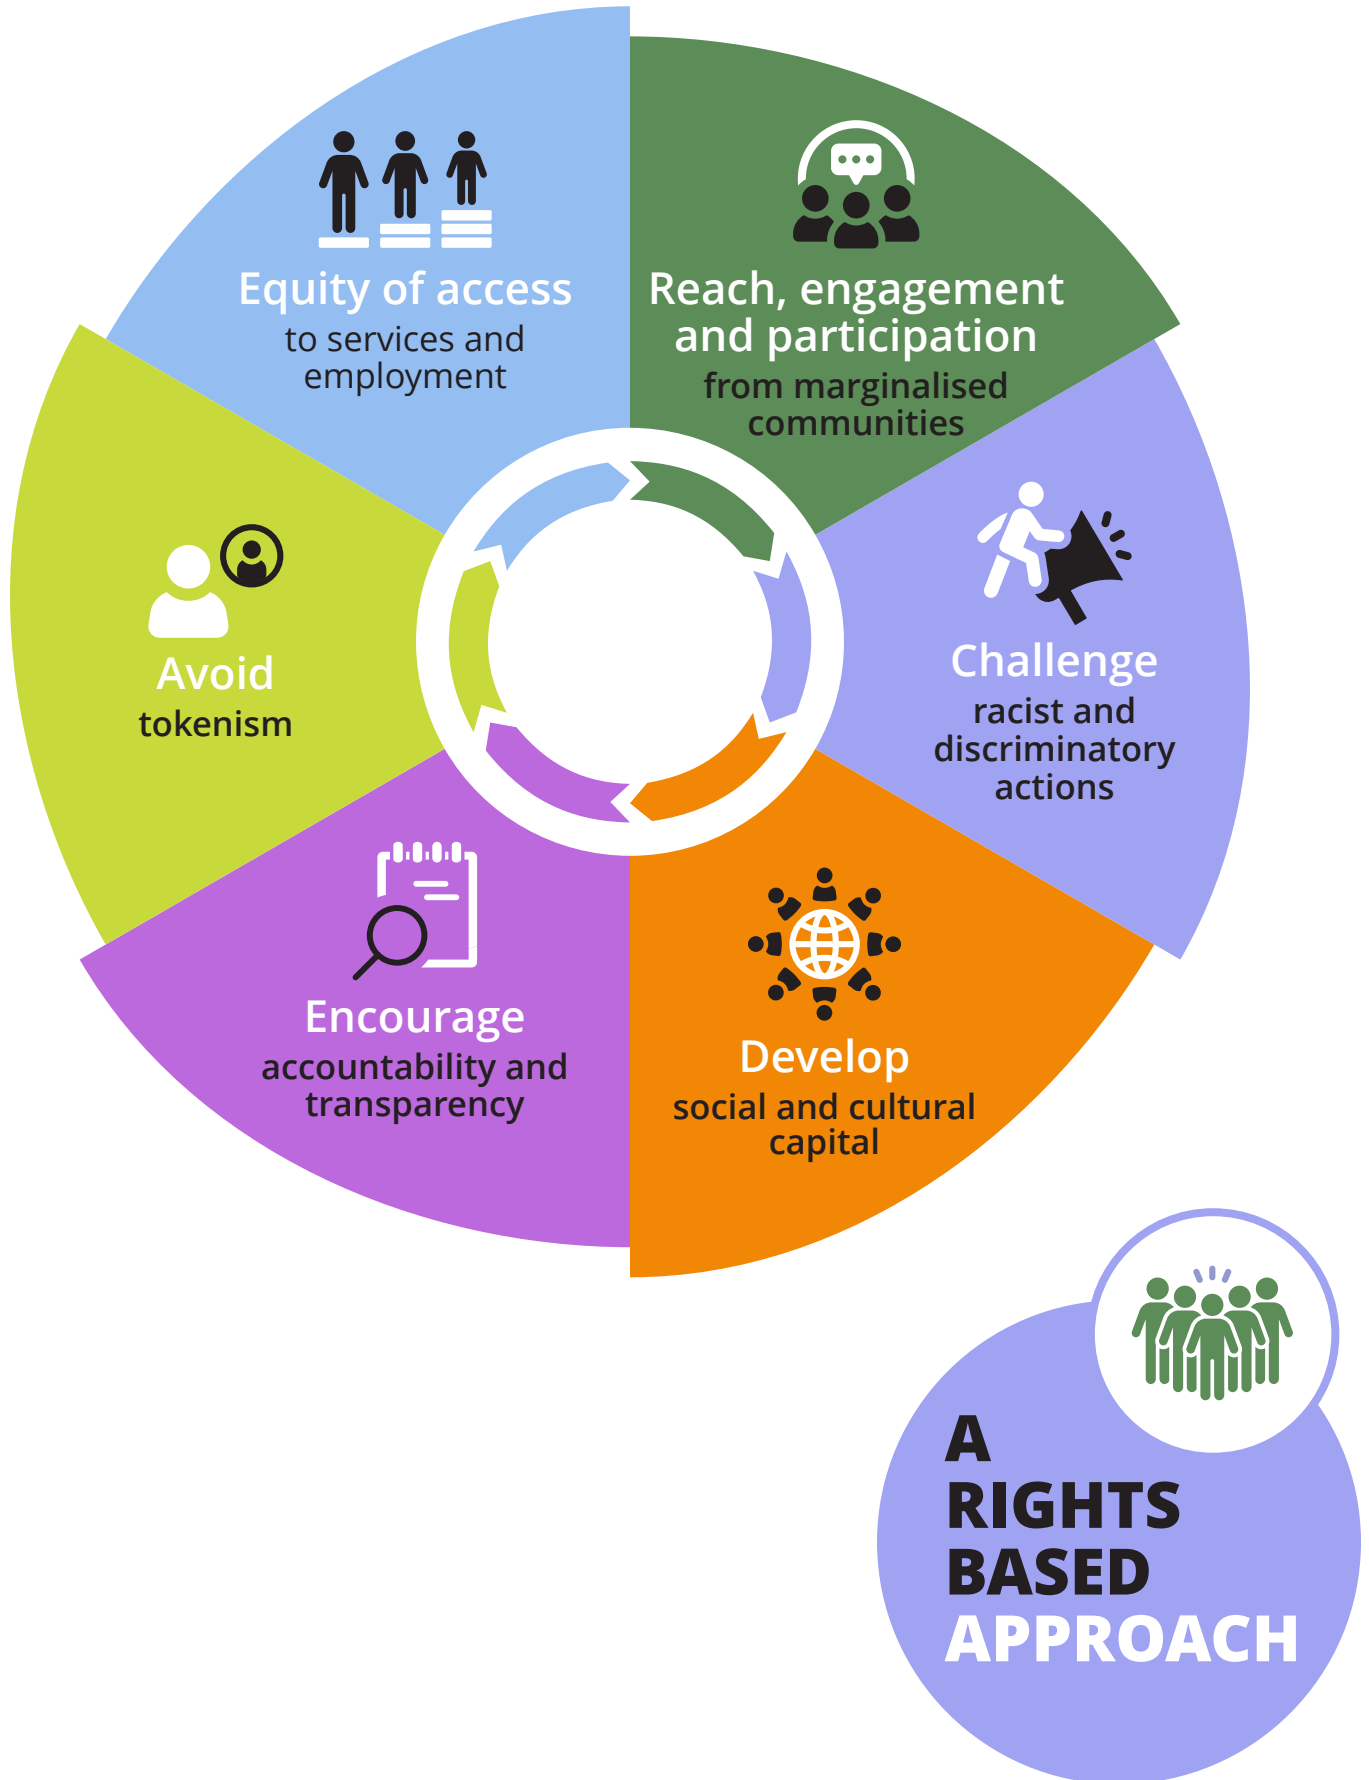 Equity of access
to services and
employment
Reach, engagement
and participation
from marginalised
communities
Challenge
racist and
discriminatory
actions
Develop
social and cultural
capital
Encourage
accountability and
transparency
Avoid
tokenism
A
RIGHTS
BASED
APPROACH